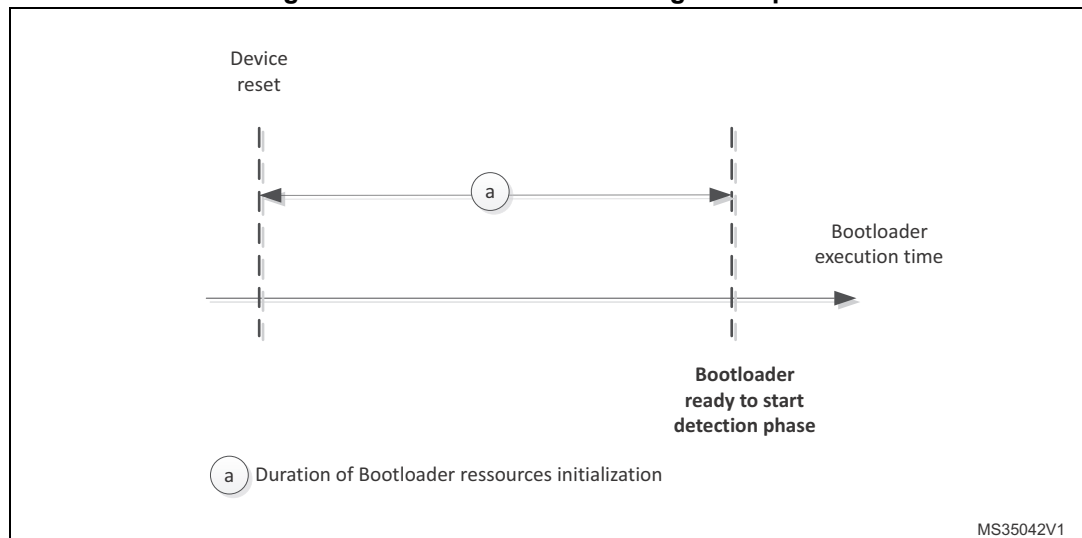 Device
reset
a
Bootloader
execution time
Bootloader
ready to start
detection phase
a Duration of Bootloader ressources initialization
MS35042V1